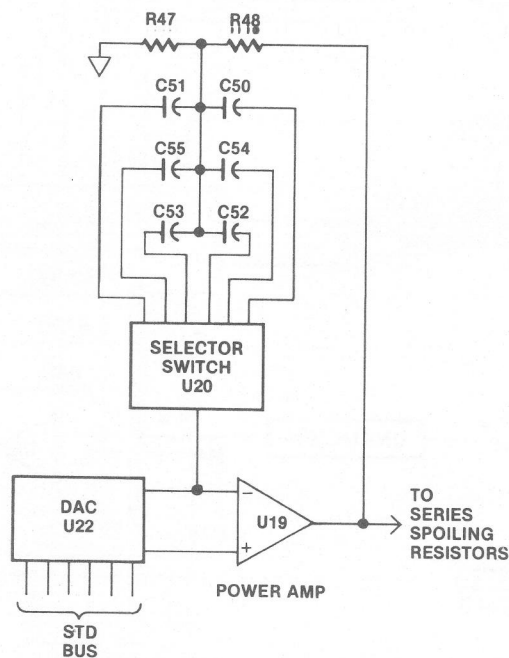 R47 R48
C51 C50
C55 C54
C53 C52
SELECTOR
SWITCH
U20
DAC
U22
−
+
U19
TO
SERIES
SPOILING
RESISTORS
POWER AMP
STD
BUS